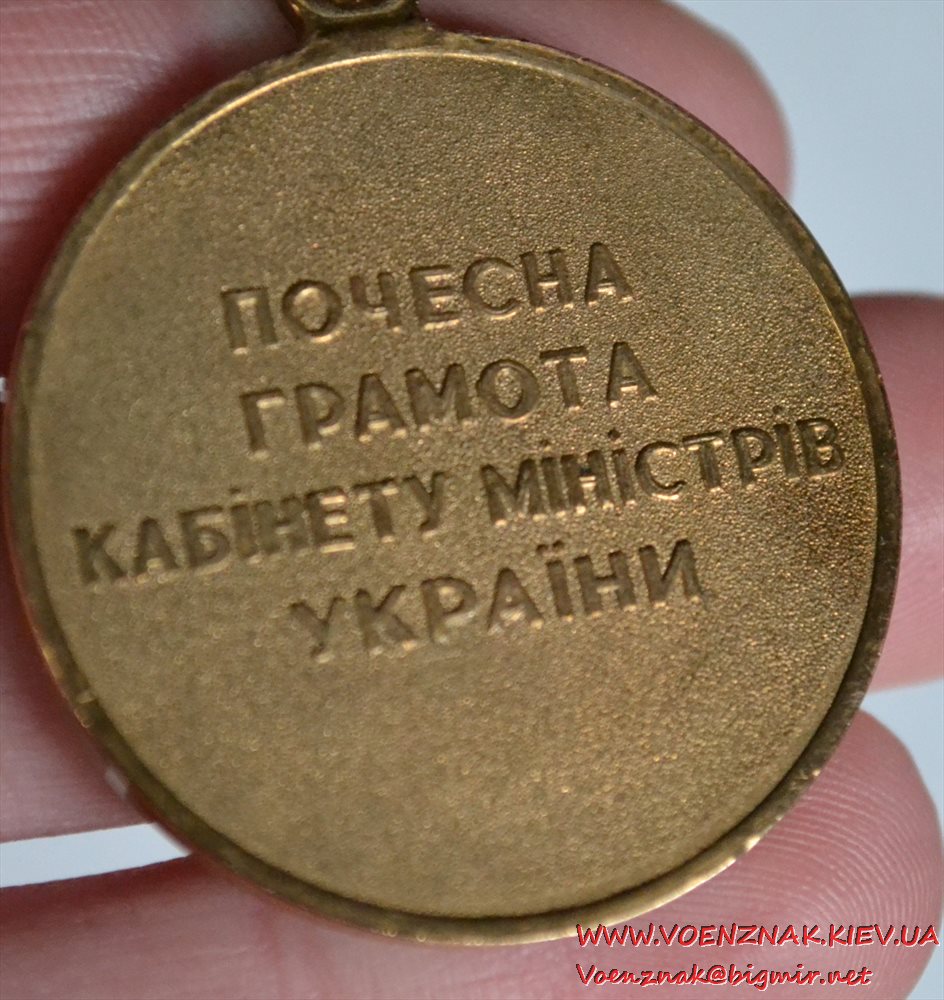 ПОЧЕСНА
ГРАМОТА
КАБІНЕТУ МІНІСТРІВ
УКРАЇНИ
WWW.VOENZNAK.KIEV.UA
Voenznak@bigmir.net